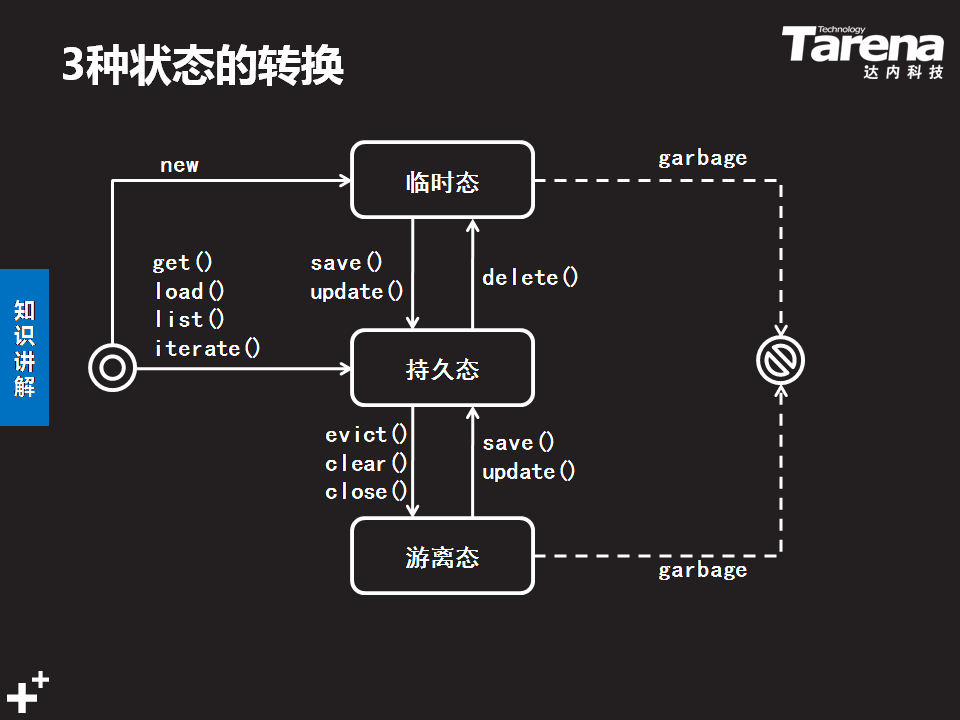 3种状态的转换
Technology
Tarena
达内科技
new
临时态
garbage
get()
load()
list()
iterate()
save()
update()
delete()
知识讲解
持久态
evict()
clear()
close()
save()
update()
游离态
garbage